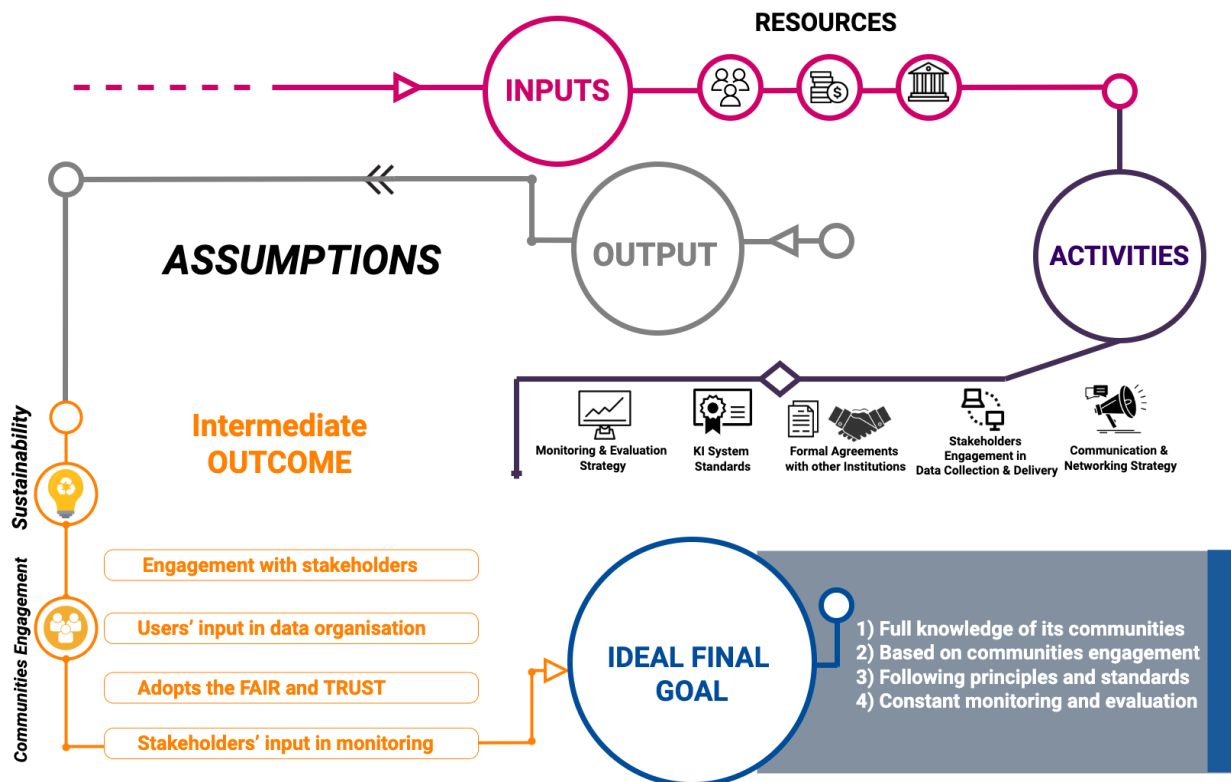 RESOURCES
INPUTS
$
ASSUMPTIONS
OUTPUT
ACTIVITIES
Monitoring & Evaluation
Strategy
KI System
Standards
Formal Agreements
with other Institutions
Stakeholders
Engagement in
Data Collection & Delivery
Communication &
Networking Strategy
Sustainability
Intermediate
OUTCOME
Communities Engagement
Engagement with stakeholders
Users' input in data organisation
Adopts the FAIR and TRUST
Stakeholders' input in monitoring
IDEAL FINAL
GOAL
1) Full knowledge of its communities
2) Based on communities engagement
3) Following principles and standards
4) Constant monitoring and evaluation